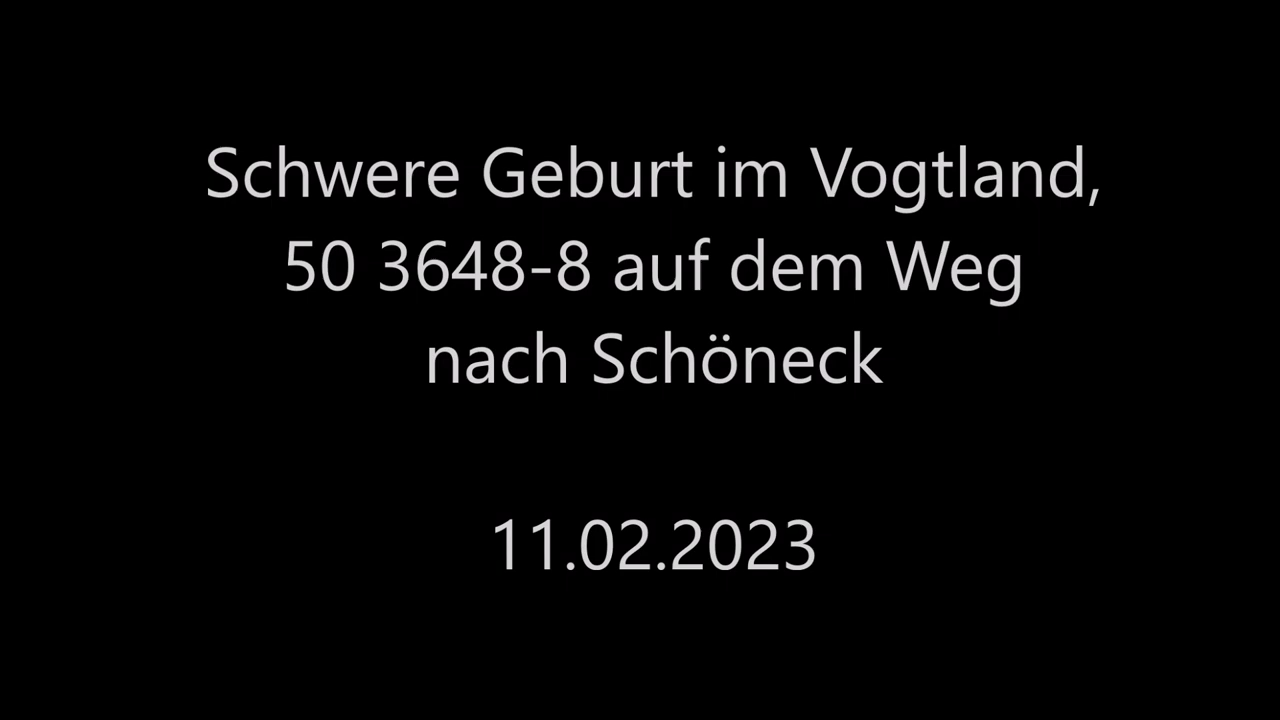 Schwere Geburt im Vogtland,
50 3648-8 auf dem Weg
nach Schöneck
11.02.2023